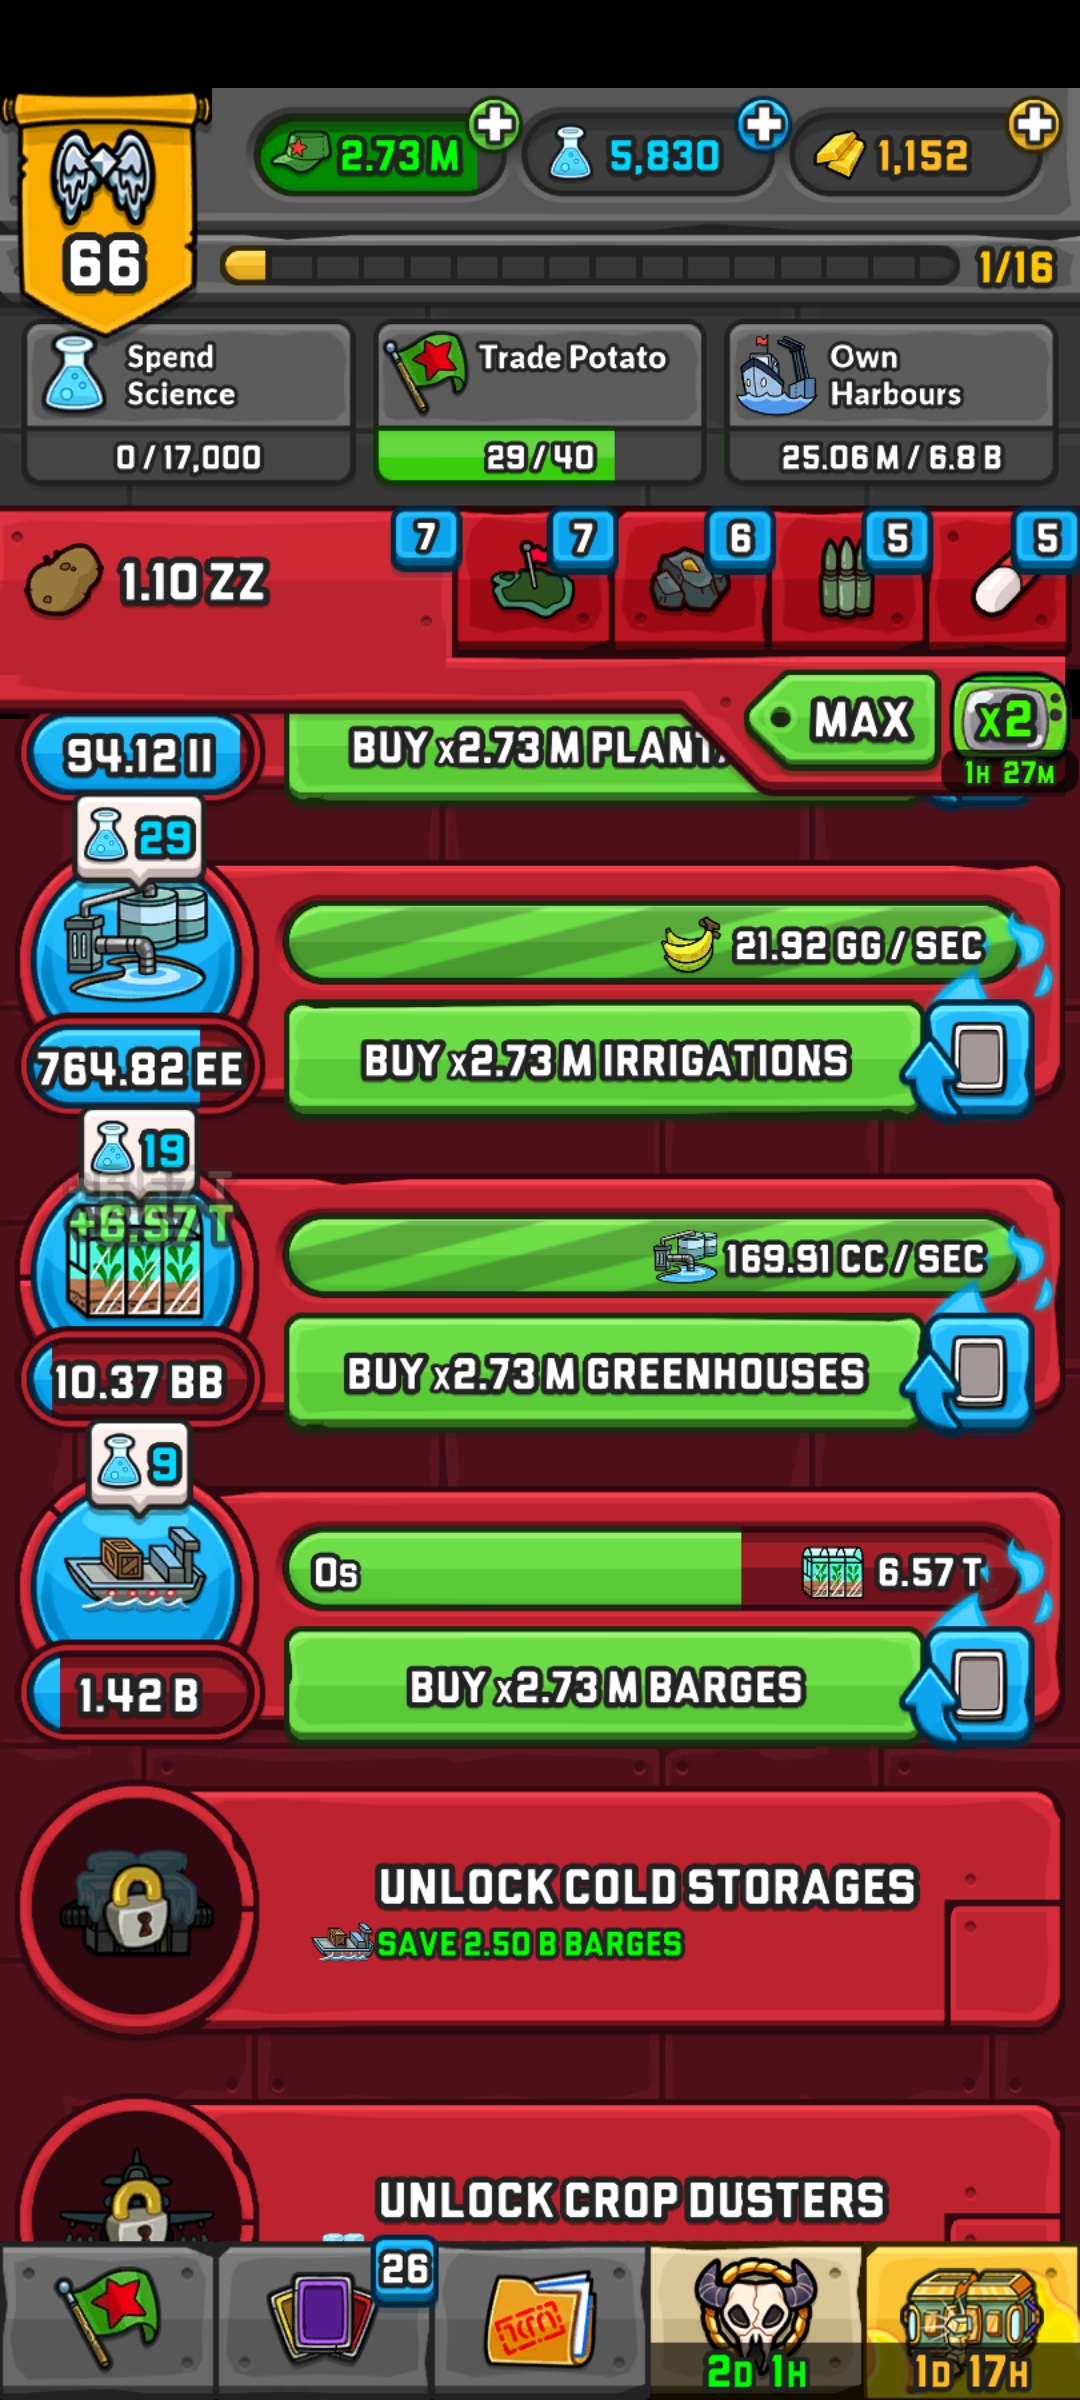 2.73 M
5,830
1,152
66
1/16
Spend
Science
0 / 17,000
Trade Potato
29 / 40
Own
Harbours
25.06 M / 6.8 B
1.10 ZZ
7
7
6
5
5
MAX
x2
1H 27M
94.12 II
BUY x2.73 M PLANT
29
21.92 GG / SEC
764.82 EE
BUY x2.73 M IRRIGATIONS
19
+6.57 T
169.91 CC / SEC
10.37 BB
BUY x2.73 M GREENHOUSES
9
0s
6.57 T
1.42 B
BUY x2.73 M BARGES
UNLOCK COLD STORAGES
SAVE 2.50 B BARGES
UNLOCK CROP DUSTERS
26
2D 1H
1D 17H